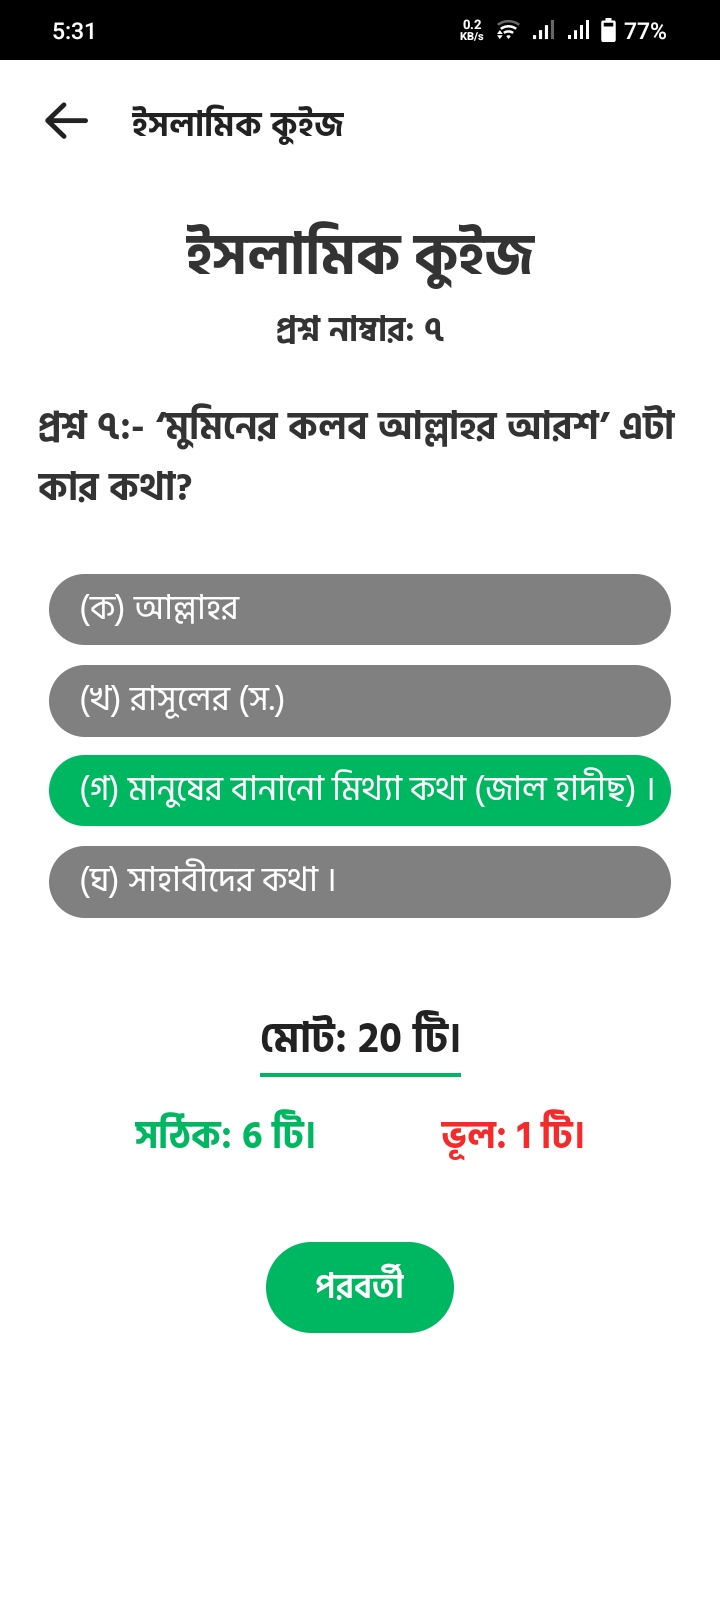 5:31
0.2
KB/s
77%
ইসলামিক কুইজ
ইসলামিক কুইজ
প্রশ্ন নাম্বার: ৭
প্রশ্ন ৭:- ‘মুমিনের কলব আল্লাহর আরশ’ এটা
কার কথা?
(ক) আল্লাহর
(খ) রাসূলের (স.)
(গ) মানুষের বানানো মিথ্যা কথা (জাল হাদীছ) ।
(ঘ) সাহাবীদের কথা ।
মোট: 20 টি।
সঠিক: 6 টি।
ভূল: 1 টি।
পরবর্তী